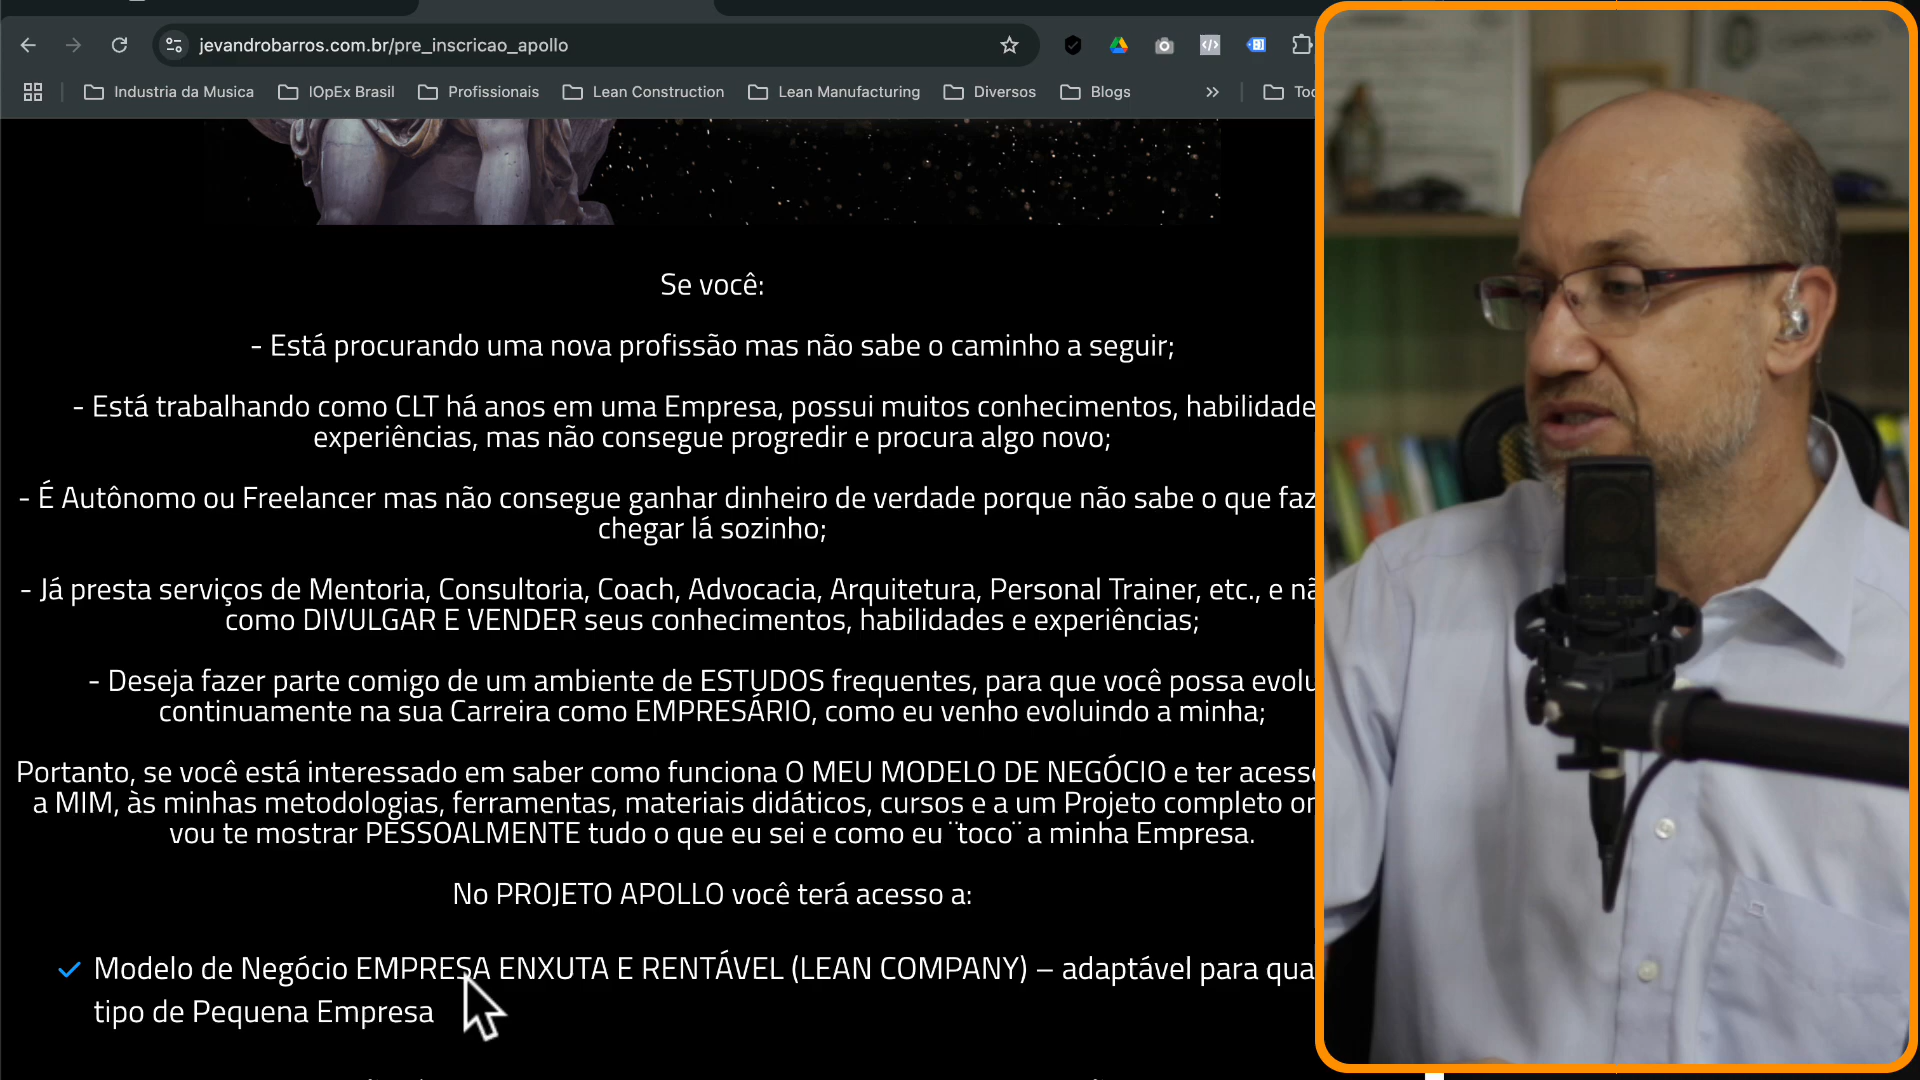 jevandrobarros.com.br/pre_inscricao_apollo
Industria da Musica IOpEx Brasil Profissionais Lean Construction Lean Manufacturing Diversos Blogs
Se você:
- Está procurando uma nova profissão mas não sabe o caminho a seguir;
- Está trabalhando como CLT há anos em uma Empresa, possui muitos conhecimentos,
experiências, mas não consegue progredir e procura algo novo;
- É Autônomo ou Freelancer mas não consegue ganhar dinheiro de verdade porque não sabe o que
chegar lá sozinho;
- Já presta serviços de Mentoria, Consultoria, Coach, Advocacia, Arquitetura, Personal Trainer, etc., e
como DIVULGAR E VENDER seus conhecimentos, habilidades e experiências;
- Deseja fazer parte comigo de um ambiente de ESTUDOS frequentes, para que você possa
continuamente na sua Carreira como EMPRESÁRIO, como eu venho evoluindo a minha;
Portanto, se você está interessado em saber como funciona O MEU MODELO DE NEGÓCIO e ter
a MIM, às minhas metodologias, ferramentas, materiais didáticos, cursos e a um Projeto completo
vou te mostrar PESSOALMENTE tudo o que eu sei e como eu ¨toco¨ a minha Empresa.
No PROJETO APOLLO você terá acesso a:
Modelo de Negócio EMPRESA ENXUTA E RENTÁVEL (LEAN COMPANY) – adaptável para
tipo de Pequena Empresa